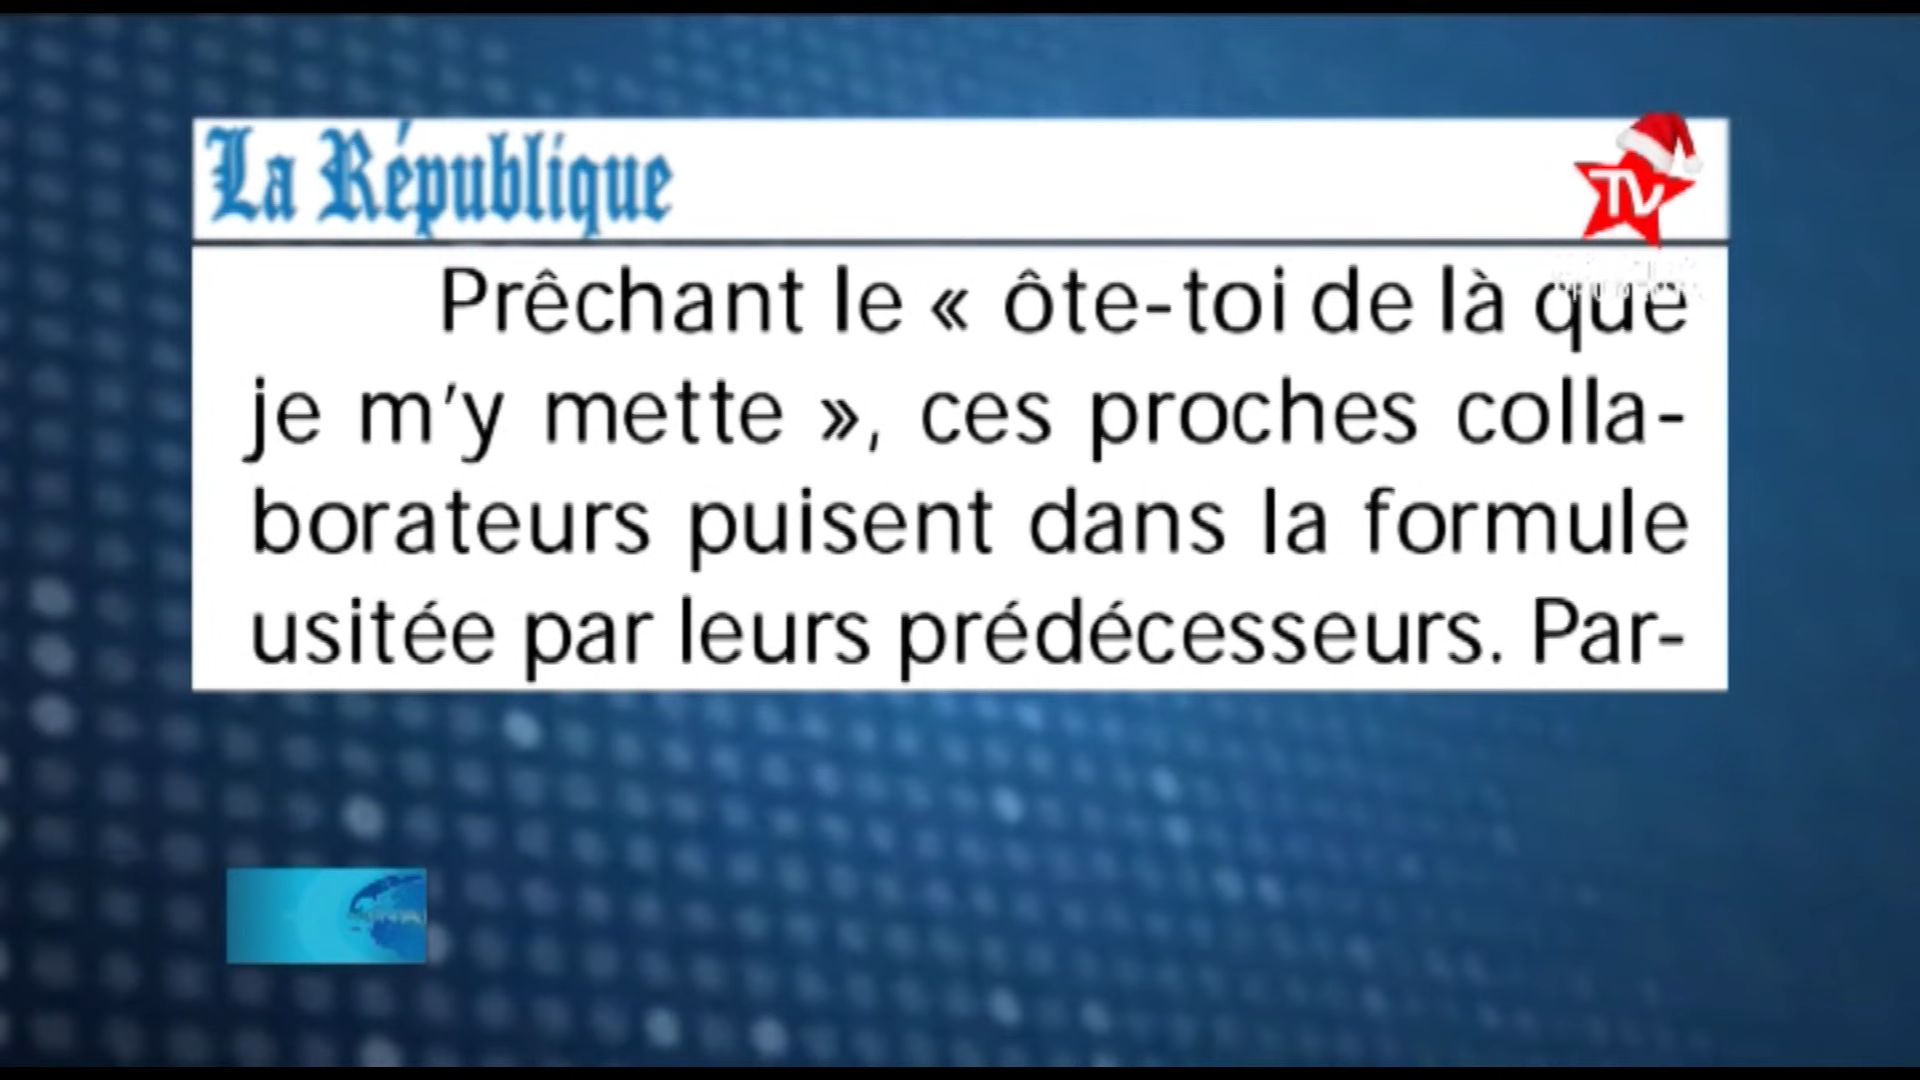 La République
TV
Prêchant le « ôte-toi de là que
je m’y mette », ces proches colla-
borateurs puisent dans la formule
usitée par leurs prédécesseurs. Par-